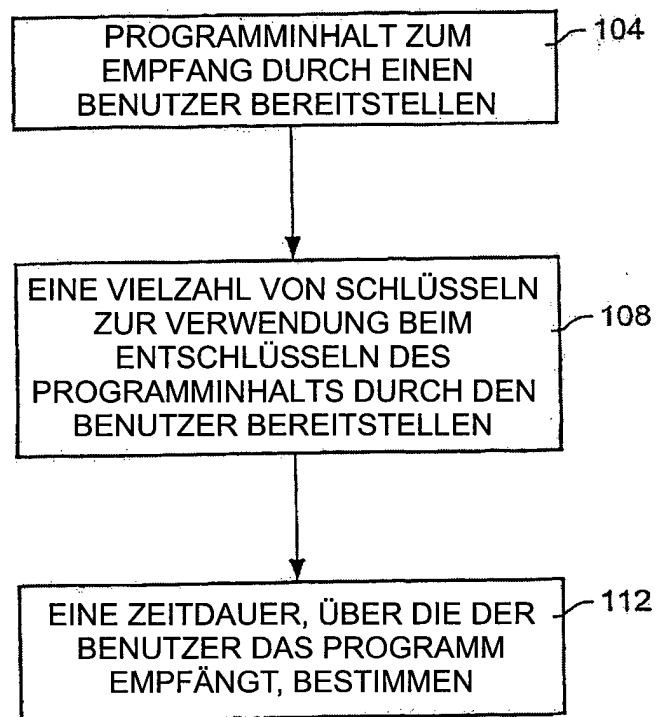 PROGRAMMINHALT ZUM
EMPFANG DURCH EINEN
BENUTZER BEREITSTELLEN
104
EINE VIELZAHL VON SCHLÜSSELN
ZUR VERWENDUNG BEIM
ENTSCHLÜSSELN DES
PROGRAMMINHALTS DURCH DEN
BENUTZER BEREITSTELLEN
108
EINE ZEITDAUER, ÜBER DIE DER
BENUTZER DAS PROGRAMM
EMPFÄNGT, BESTIMMEN
112